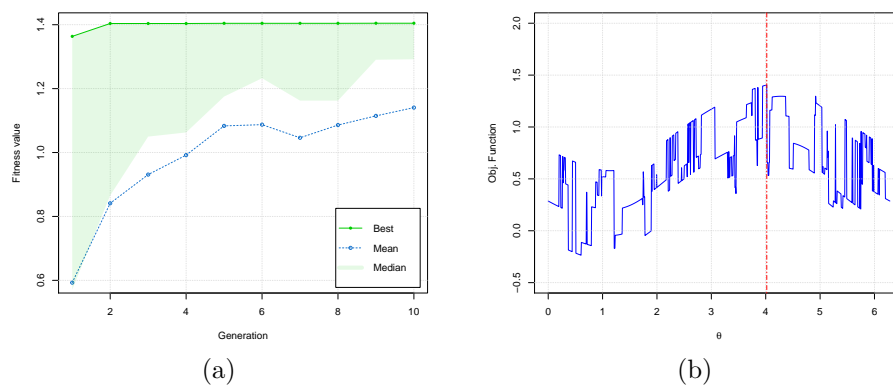 1.4
1.2
1.0
0.8
0.6
Fitness value
2
4
6
8
10
Generation
Best
Mean
Median
(a)
2.0
1.5
1.0
0.5
0.0
−0.5
Obj. Function
0
1
2
3
4
5
6
θ
(b)